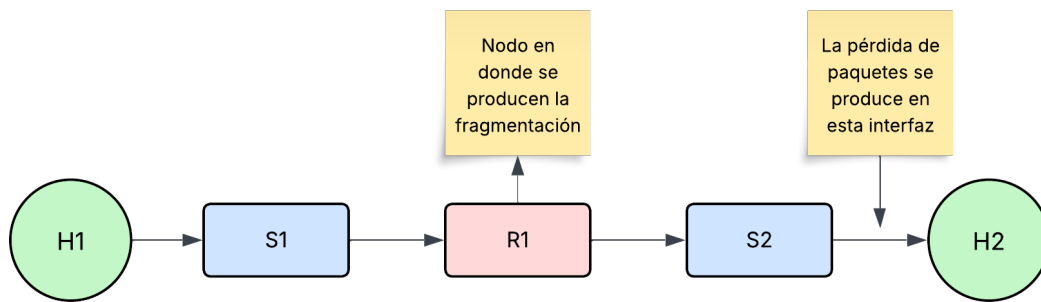 Nodo en
donde se
producen la
fragmentación
La pérdida de
paquetes se
produce en
esta interfaz
H1
S1
R1
S2
H2